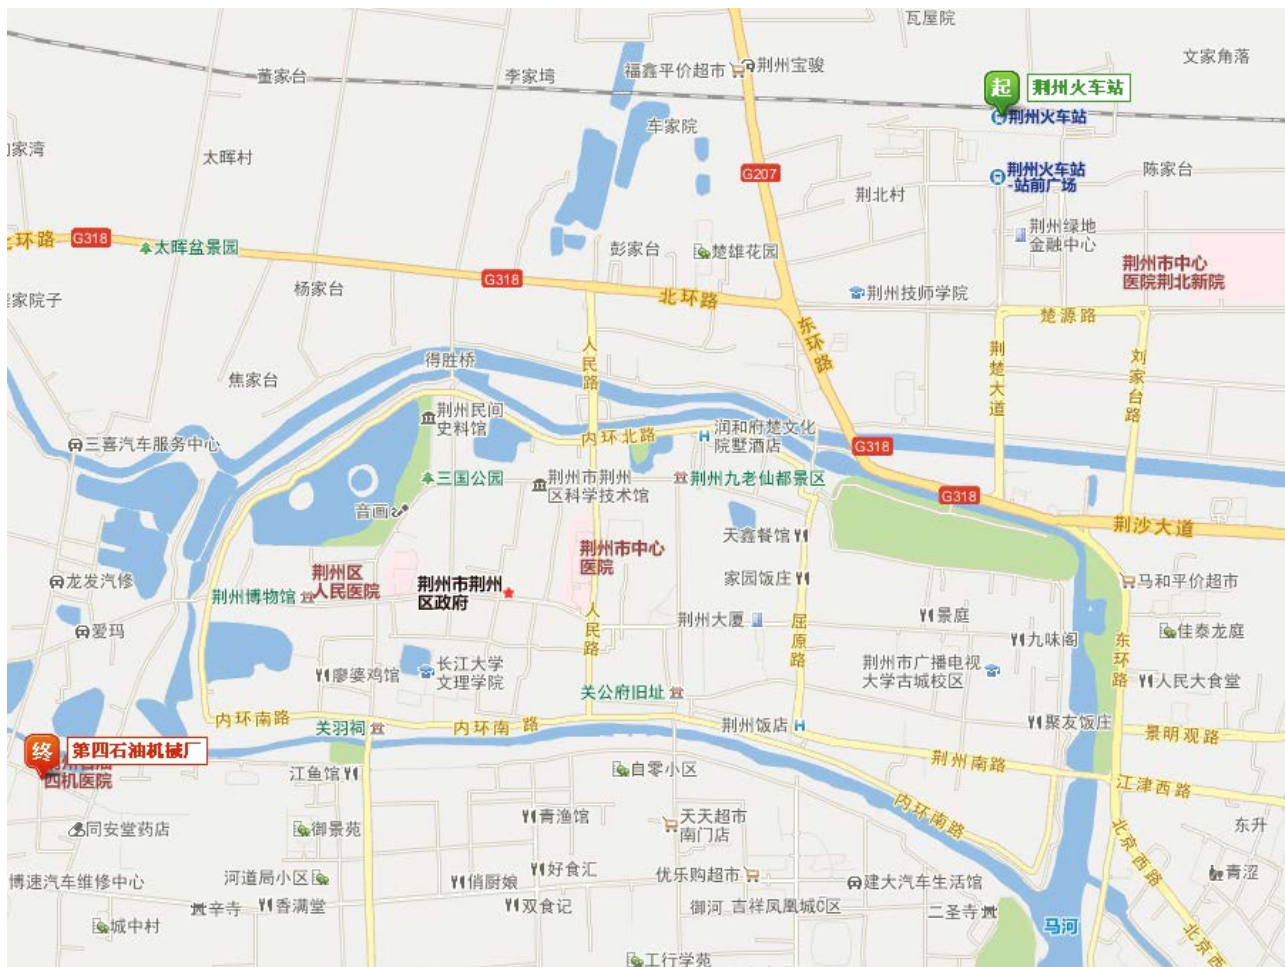 瓦屋院
文家角落
董家台
李家塆
福鑫平价超市
荆州宝骏
起
荆州火车站
荆州火车站
车家院
家湾
太晖村
G207
荆州火车站
-站前广场
陈家台
荆北村
北环路
G318
太晖盆景园
彭家台
楚雄花园
荆州绿地
金融中心
荆州市中心
医院荆北新院
G318
杨家台
家院子
北环路
荆州技师学院
楚源路
东环路
人民路
荆楚大道
刘家台路
得胜桥
焦家台
荆州民间
史料馆
三喜汽车服务中心
内环北路
润和府楚文化
院墅酒店
G318
三国公园
荆州市荆州
区科学技术馆
荆州九老仙都景区
G318
音画
荆沙大道
天鑫餐馆
荆州市中心
医院
龙发汽修
荆州区
人民医院
荆州市荆州
区政府
家园饭庄
马和平价超市
荆州博物馆
爱玛
人民路
荆州大厦
屈原路
景庭
九味阁
佳泰龙庭
东环路
廖婆鸡馆
长江大学
文理学院
荆州市广播电视
大学古城校区
人民大食堂
关公府旧址
内环南路
关羽祠
内环南路
荆州饭店
聚友饭庄
景明观路
终
第四石油机械厂
四机医院
江鱼馆
自零小区
荆州南路
江津西路
内环南路
同安堂药店
御景苑
青渔馆
天天超市
南门店
北京西路
东升
博速汽车维修中心
河道局小区
俏厨娘
好食汇
优乐购超市
建大汽车生活馆
青涩
辛寺
香满堂
双食记
御河
吉祥凤凰城C区
二圣寺
马河
城中村
北京西
工行学苑